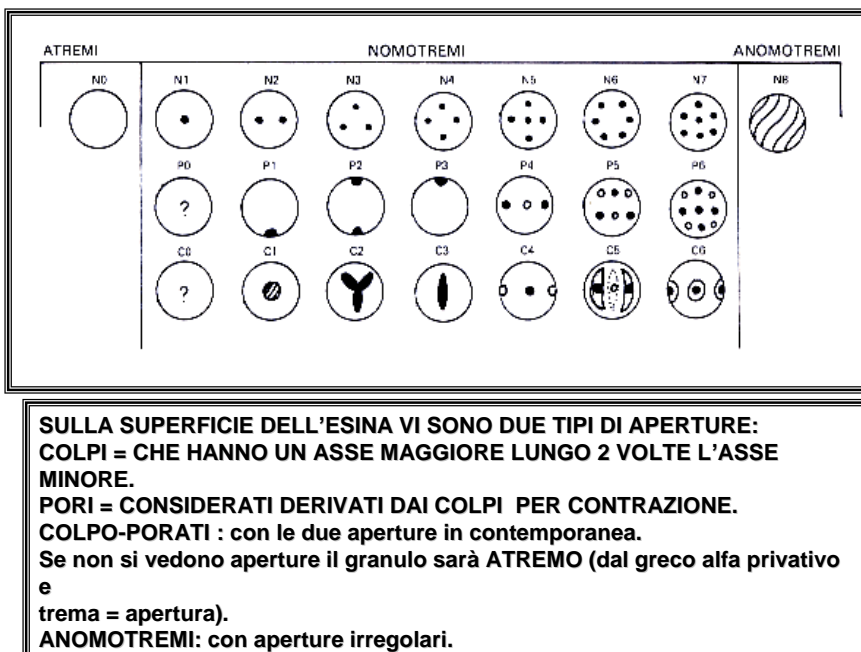 ATREMI NOMOTREMI ANOMOTREMI
N0 N1 N2 N3 N4 N5 N6 N7 N8
P0 P1 P2 P3 P4 P5 P6
?
C0 C1 C2 C3 C4 C5 C6
?
SULLA SUPERFICIE DELL'ESINA VI SONO DUE TIPI DI APERTURE:
COLPI = CHE HANNO UN ASSE MAGGIORE LUNGO 2 VOLTE L'ASSE
MINORE.
PORI = CONSIDERATI DERIVATI DAI COLPI PER CONTRAZIONE.
COLPO-PORATI : con le due aperture in contemporanea.
Se non si vedono aperture il granulo sarà ATREMO (dal greco alfa privativo
e
trema = apertura).
ANOMOTREMI: con aperture irregolari.